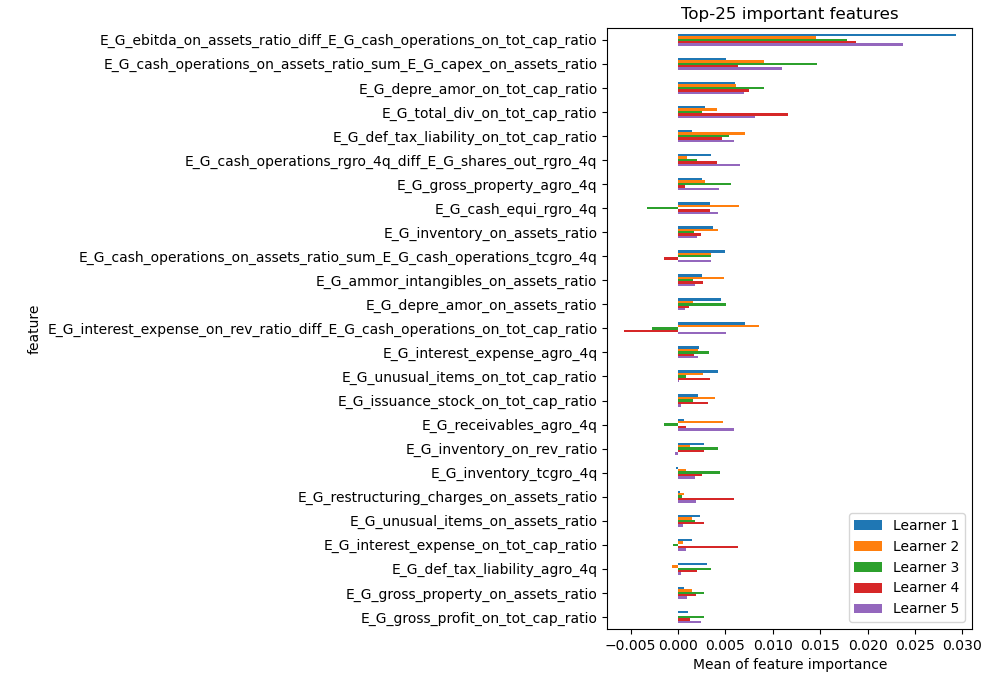 Top-25 important features
E_G_ebitda_on_assets_ratio_diff_E_G_cash_operations_on_tot_cap_ratio
E_G_cash_operations_on_assets_ratio_sum_E_G_capex_on_assets_ratio
E_G_depre_amor_on_tot_cap_ratio
E_G_total_div_on_tot_cap_ratio
E_G_def_tax_liability_on_tot_cap_ratio
E_G_cash_operations_rgro_4q_diff_E_G_shares_out_rgro_4q
E_G_gross_property_agro_4q
E_G_cash_equi_rgro_4q
E_G_inventory_on_assets_ratio
E_G_cash_operations_on_assets_ratio_sum_E_G_cash_operations_tcgro_4q
E_G_ammor_intangibles_on_assets_ratio
E_G_depre_amor_on_assets_ratio
E_G_interest_expense_on_rev_ratio_diff_E_G_cash_operations_on_tot_cap_ratio
E_G_interest_expense_agro_4q
E_G_unusual_items_on_tot_cap_ratio
E_G_issuance_stock_on_tot_cap_ratio
E_G_receivables_agro_4q
E_G_inventory_on_rev_ratio
E_G_inventory_tcgro_4q
E_G_restructuring_charges_on_assets_ratio
E_G_unusual_items_on_assets_ratio
E_G_interest_expense_on_tot_cap_ratio
E_G_def_tax_liability_agro_4q
E_G_gross_property_on_assets_ratio
E_G_gross_profit_on_tot_cap_ratio
feature
Learner 1
Learner 2
Learner 3
Learner 4
Learner 5
−0.005 0.000 0.005 0.010 0.015 0.020 0.025 0.030
Mean of feature importance